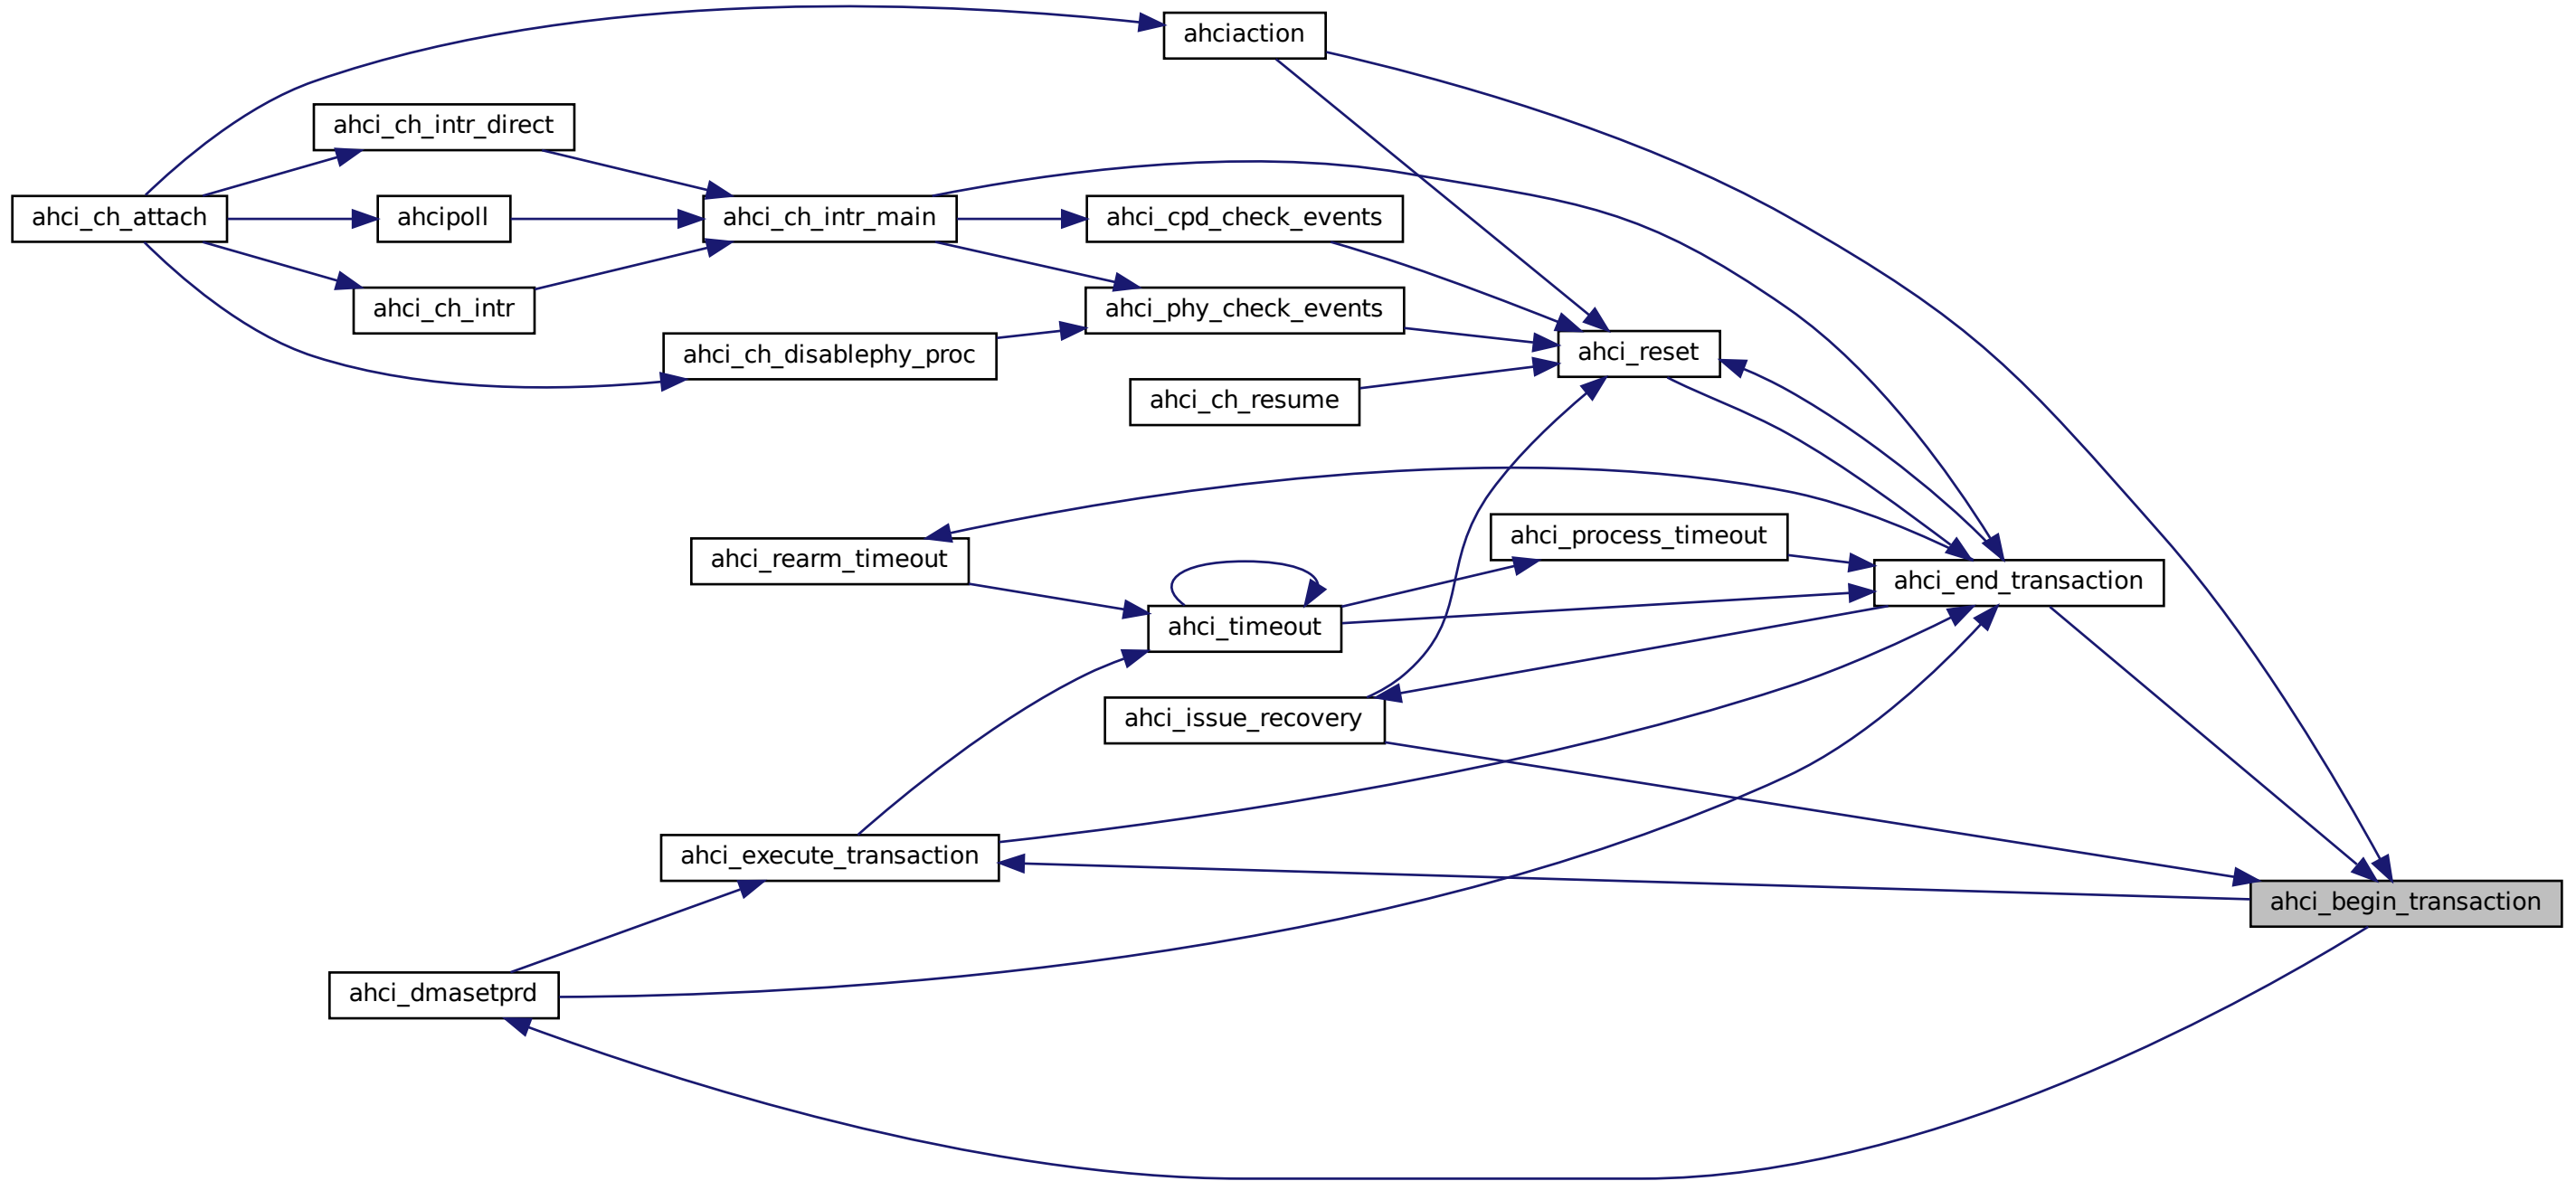 ahciaction
ahci_ch_intr_direct
ahci_ch_attach
ahcipoll
ahci_ch_intr_main
ahci_cpd_check_events
ahci_ch_intr
ahci_phy_check_events
ahci_ch_disablephy_proc
ahci_reset
ahci_ch_resume
ahci_process_timeout
ahci_rearm_timeout
ahci_end_transaction
ahci_timeout
ahci_issue_recovery
ahci_execute_transaction
ahci_begin_transaction
ahci_dmasetprd